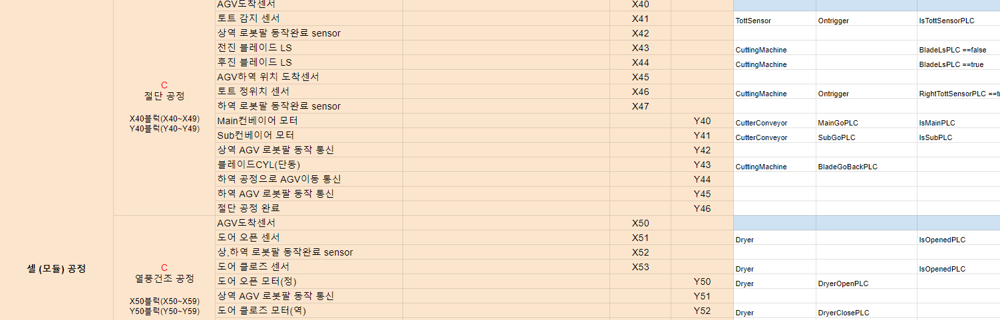 AGV도착센서 X40
토트 감지 센서 X41 TottSensor Ontrigger IsTottSensorPLC
상역 로봇팔 동작완료 sensor X42
전진 블레이드 LS X43 CuttingMachine BladeLsPLC ==false
후진 블레이드 LS X44 CuttingMachine BladeLsPLC ==true
AGV하역 위치 도착센서 X45
C
절단 공정
토트 정위치 센서 X46 CuttingMachine Ontrigger RightTottSensorPLC ==tr
하역 로봇팔 동작완료 sensor X47
X40블럭(X40~X49)
Y40블럭(Y40~Y49)
Main컨베이어 모터 Y40 CutterConveyor MainGoPLC IsMainPLC
Sub컨베이어 모터 Y41 CutterConveyor SubGoPLC IsSubPLC
상역 AGV 로봇팔 동작 통신 Y42
블레이드CYL(단동) Y43 CuttingMachine BladeGoBackPLC
하역 공정으로 AGV이동 통신 Y44
하역 AGV 로봇팔 동작 통신 Y45
절단 공정 완료 Y46
AGV도착센서 X50
도어 오픈 센서 X51 Dryer IsOpenedPLC
상,하역 로봇팔 동작완료 sensor X52
셀 (모듈) 공정
C
열풍건조 공정
도어 클로즈 센서 X53 Dryer IsOpenedPLC
도어 오픈 모터(정) Y50 Dryer DryerOpenPLC
상역 AGV 로봇팔 동작 통신 Y51
X50블럭(X50~X59)
Y50블럭(Y50~Y59)
도어 클로즈 모터(역) Y52 Dryer DryerClosePLC